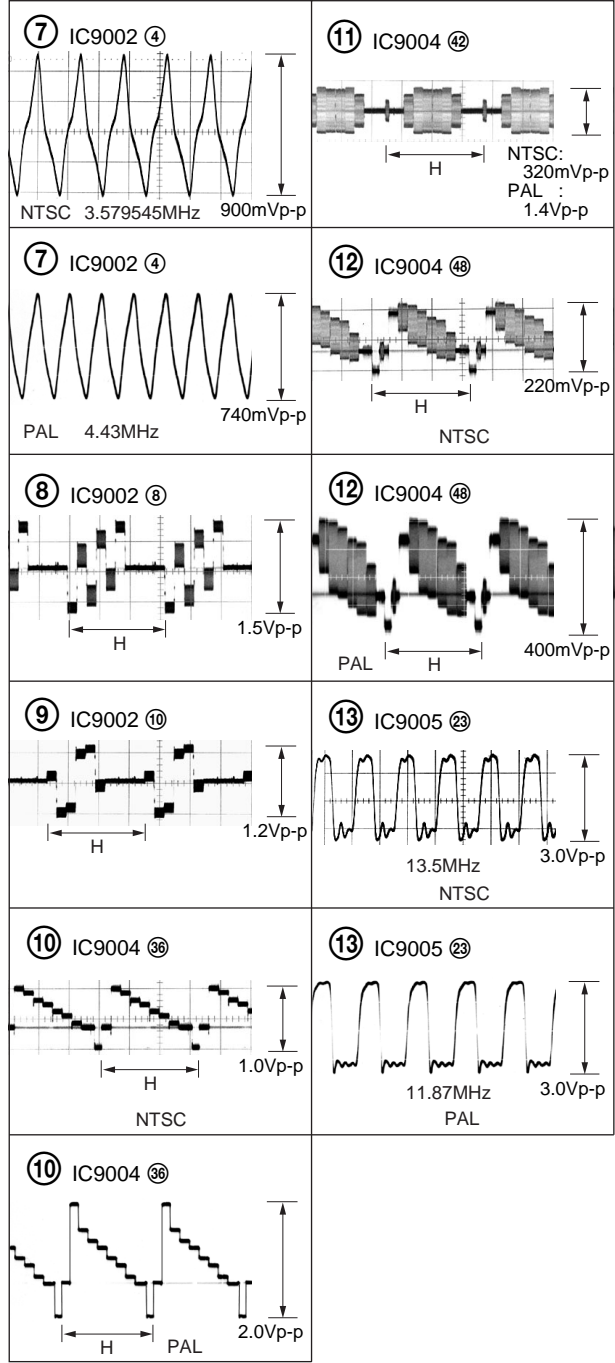 ⑦ IC9002 ④
NTSC 3.579545MHz 900mVp-p
⑦ IC9002 ④
740mVp-p
PAL 4.43MHz
⑧ IC9002 ⑧
1.5Vp-p
H
⑨ IC9002 ⑩
1.2Vp-p
H
⑩ IC9004 ㊱
1.0Vp-p
H
NTSC
⑩ IC9004 ㊱
2.0Vp-p
H PAL
⑪ IC9004 ㊷
H
NTSC:
320mVp-p
PAL :
1.4Vp-p
⑫ IC9004 ㊽
220mVp-p
H
NTSC
⑫ IC9004 ㊽
400mVp-p
PAL H
⑬ IC9005 ㉓
3.0Vp-p
13.5MHz
NTSC
⑬ IC9005 ㉓
3.0Vp-p
11.87MHz
PAL